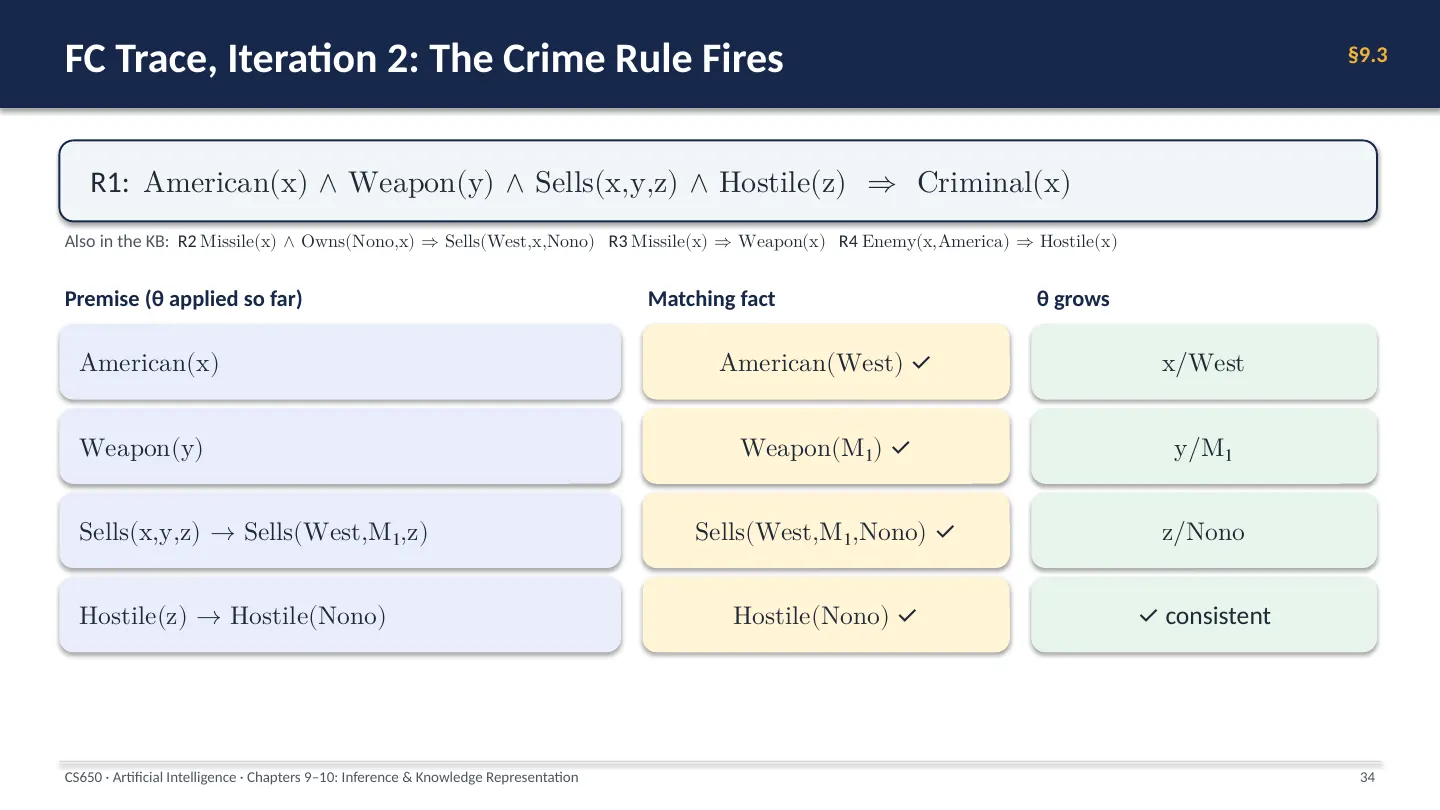 FC Trace, Iteration 2: The Crime Rule Fires
§9.3
R1: American(x) ∧ Weapon(y) ∧ Sells(x,y,z) ∧ Hostile(z) ⇒ Criminal(x)
Also in the KB: R2 Missile(x) ∧ Owns(Nono,x) ⇒ Sells(West,x,Nono) R3 Missile(x) ⇒ Weapon(x) R4 Enemy(x,America) ⇒ Hostile(x)
Premise (θ applied so far) Matching fact θ grows
American(x) American(West) ✓ x/West
Weapon(y) Weapon(M₁) ✓ y/M₁
Sells(x,y,z) → Sells(West,M₁,z) Sells(West,M₁,Nono) ✓ z/Nono
Hostile(z) → Hostile(Nono) Hostile(Nono) ✓ ✓ consistent
CS650 · Artificial Intelligence · Chapters 9–10: Inference & Knowledge Representation 34